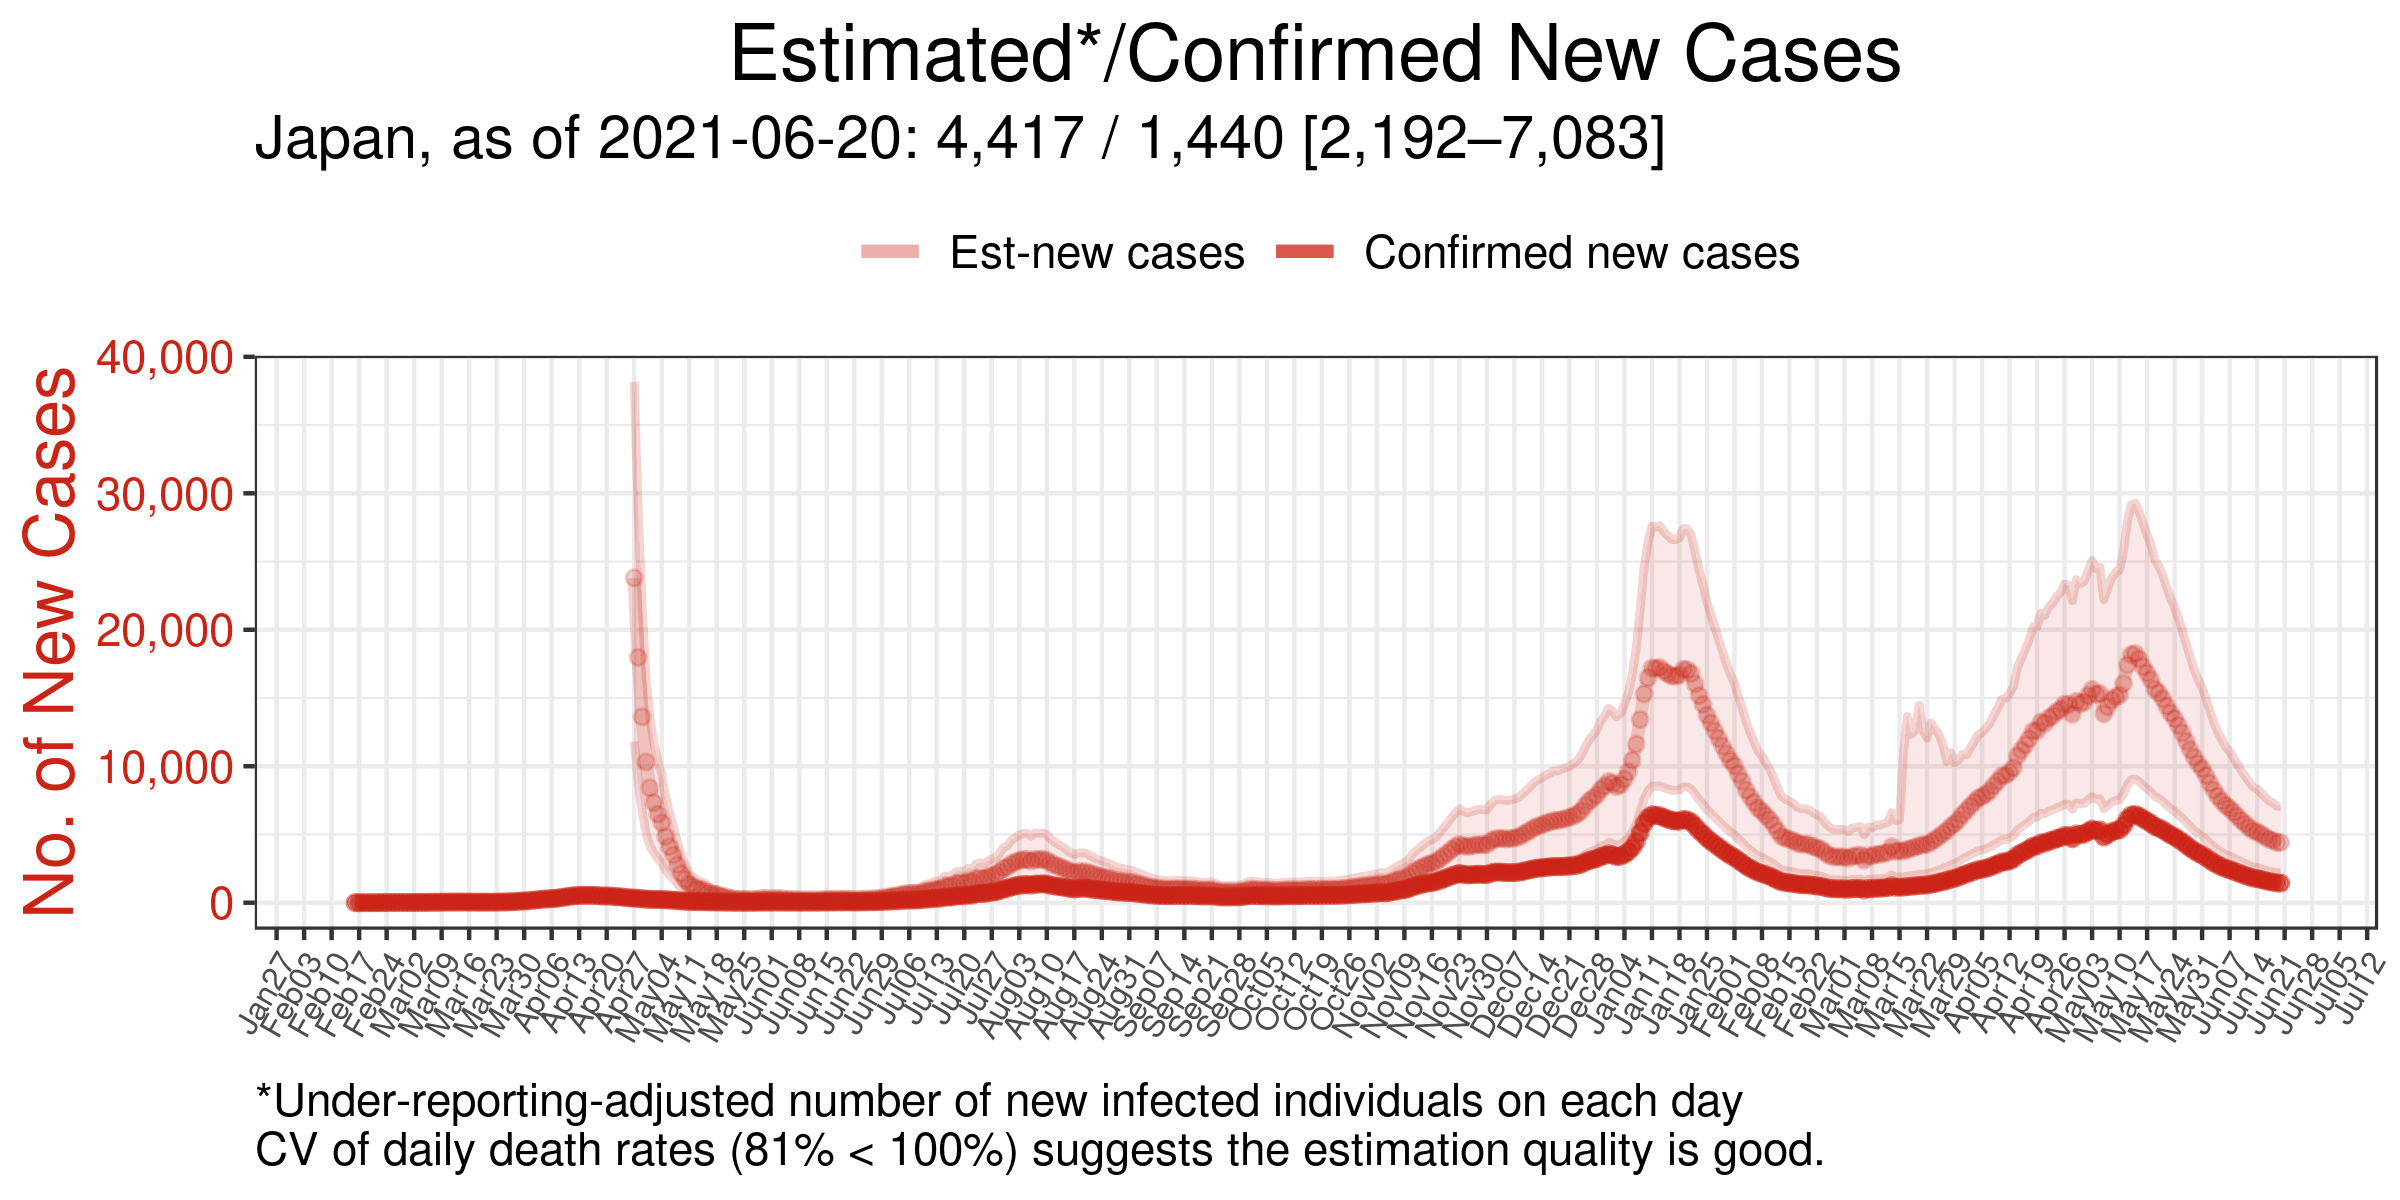 Estimated*/Confirmed New Cases
Japan, as of 2021-06-20: 4,417 / 1,440 [2,192–7,083]
Est-new cases
Confirmed new cases
No. of New Cases
40,000
30,000
20,000
10,000
0
Jan27
Feb03
Feb10
Feb17
Feb24
Mar02
Mar09
Mar16
Mar23
Mar30
Apr06
Apr13
Apr20
Apr27
May04
May11
May18
May25
Jun01
Jun08
Jun15
Jun22
Jun29
Jul06
Jul13
Jul20
Jul27
Aug03
Aug10
Aug17
Aug24
Aug31
Sep07
Sep14
Sep21
Sep28
Oct05
Oct12
Oct19
Oct26
Nov02
Nov09
Nov16
Nov23
Nov30
Dec07
Dec14
Dec21
Dec28
Jan04
Jan11
Jan18
Jan25
Feb01
Feb08
Feb15
Feb22
Mar01
Mar08
Mar15
Mar22
Mar29
Apr05
Apr12
Apr19
Apr26
May03
May10
May17
May24
May31
Jun07
Jun14
Jun21
Jun28
Jul05
Jul12
*Under-reporting-adjusted number of new infected individuals on each day
CV of daily death rates (81% < 100%) suggests the estimation quality is good.